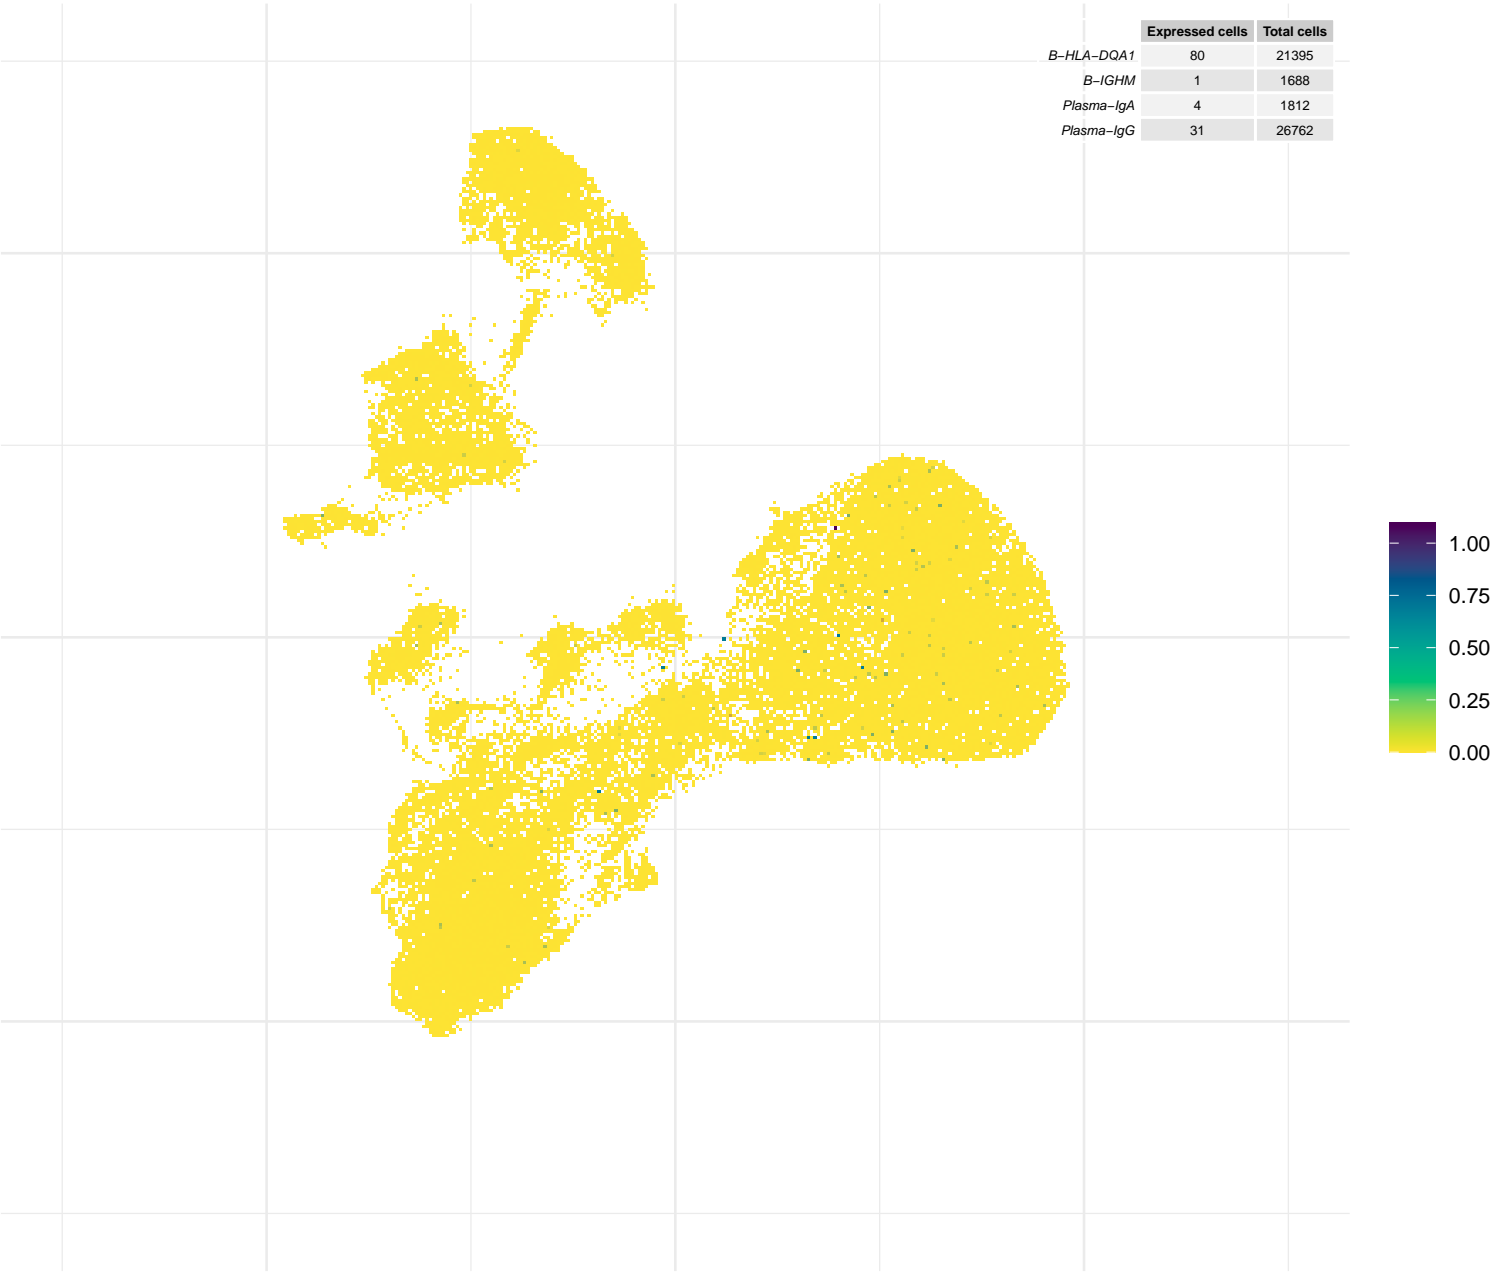 Expressed cells Total cells
B−HLA−DQA1 80 21395
B−IGHM 1 1688
Plasma−IgA 4 1812
Plasma−IgG 31 26762
1.00
0.75
0.50
0.25
0.00